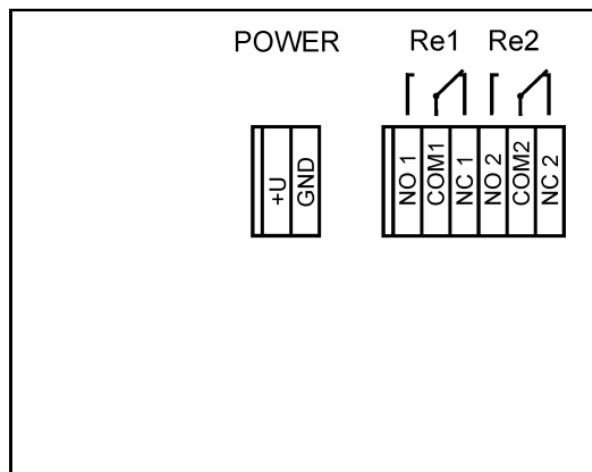 POWER Re1 Re2
+U
GND
NO 1
COM1
NC 1
NO 2
COM2
NC 2